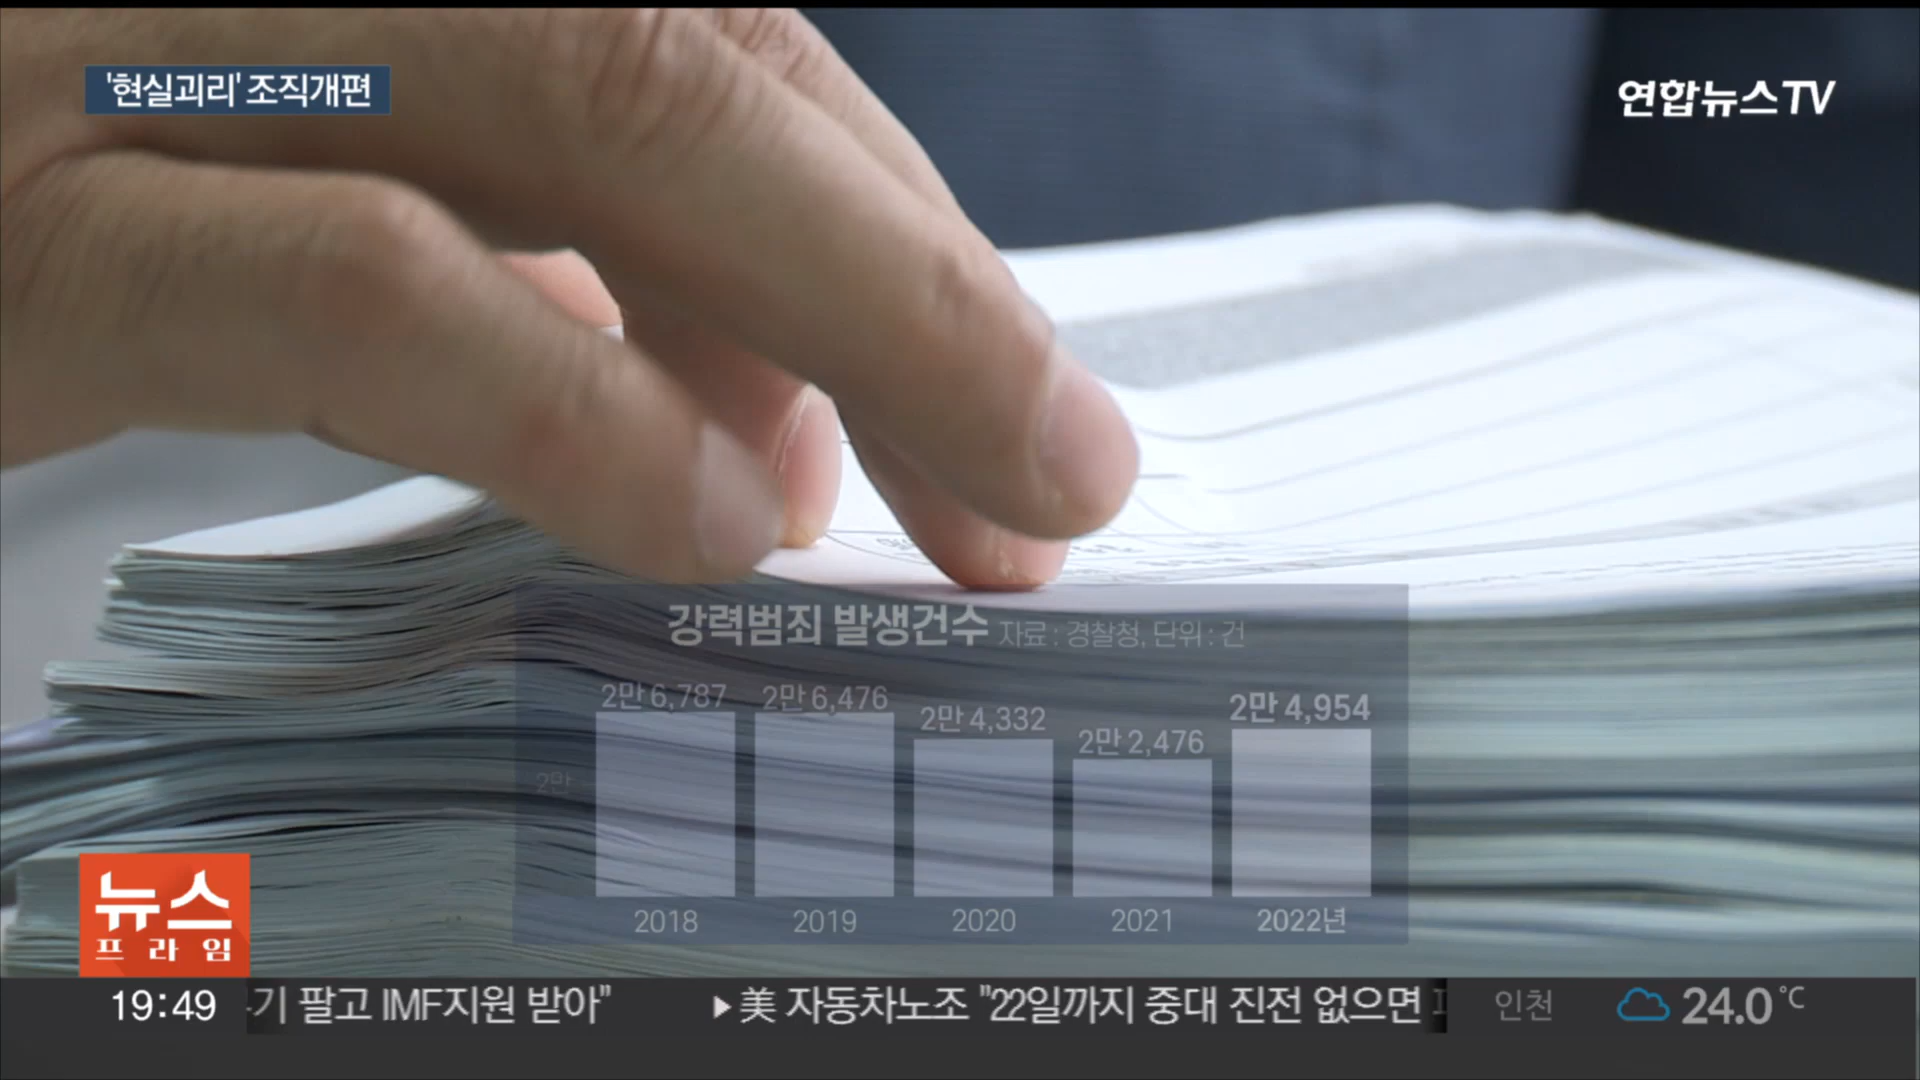 '현실괴리' 조직개편
연합뉴스TV
강력범죄 발생건수 자료 : 경찰청, 단위 : 건
2만 6,787 2만 6,476 2만 4,332 2만 2,476 2만 4,954
2만
2018 2019 2020 2021 2022년
뉴스
프라임
19:49 기 팔고 IMF지원 받아" ▶美 자동차노조 "22일까지 중대 진전 없으면 인천 24.0℃